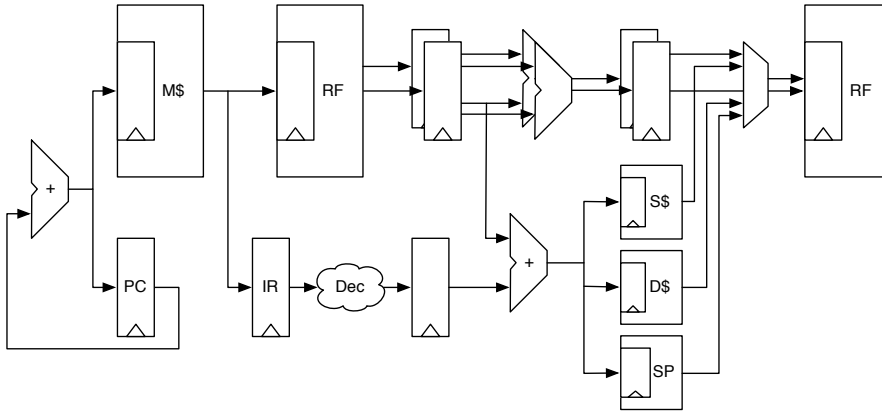 M$
RF
RF
+
S$
PC
IR
Dec
+
D$
SP